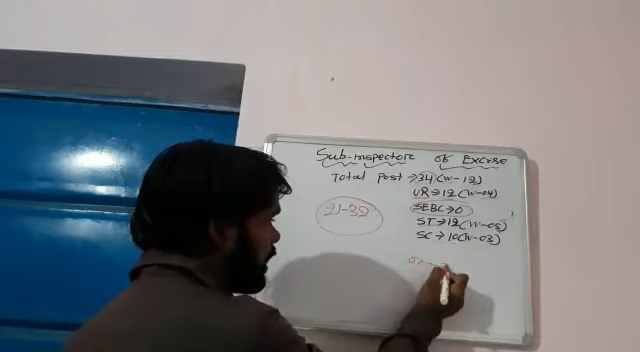 Sub-inspectore of Excise
Total post → 34 (W-12)
UR → 12 (W-04)
SEBC → 0
ST → 12 (W-05)
SC → 10 (W-03)
21-32